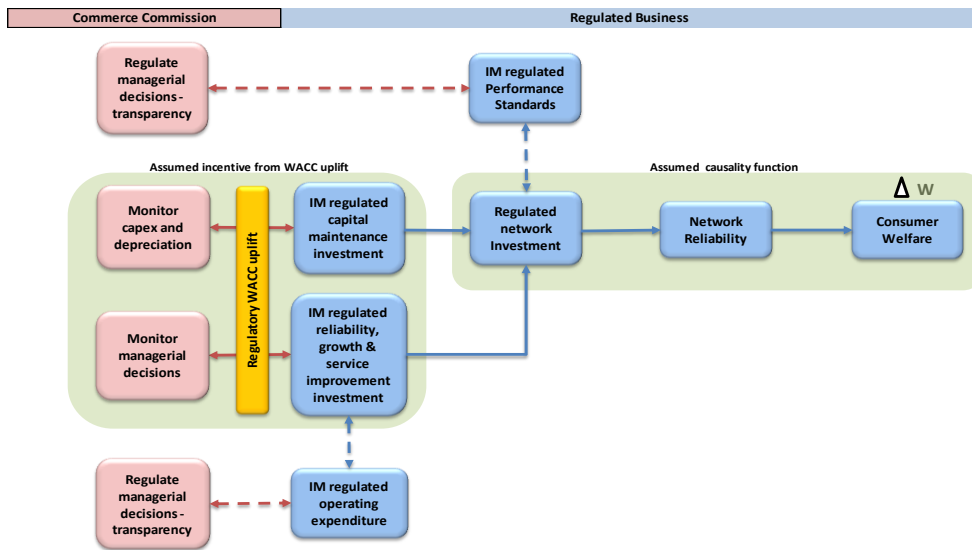 Commerce Commission
Regulated Business
Regulate
managerial
decisions -
transparency
IM regulated
Performance
Standards
Assumed incentive from WACC uplift
Assumed causality function
Monitor
capex and
depreciation
Regulatory WACC uplift
IM regulated
capital
maintenance
investment
Regulated
network
Investment
Network
Reliability
Δ W
Consumer
Welfare
Monitor
managerial
decisions
IM regulated
reliability,
growth &
service
improvement
investment
Regulate
managerial
decisions -
transparency
IM regulated
operating
expenditure